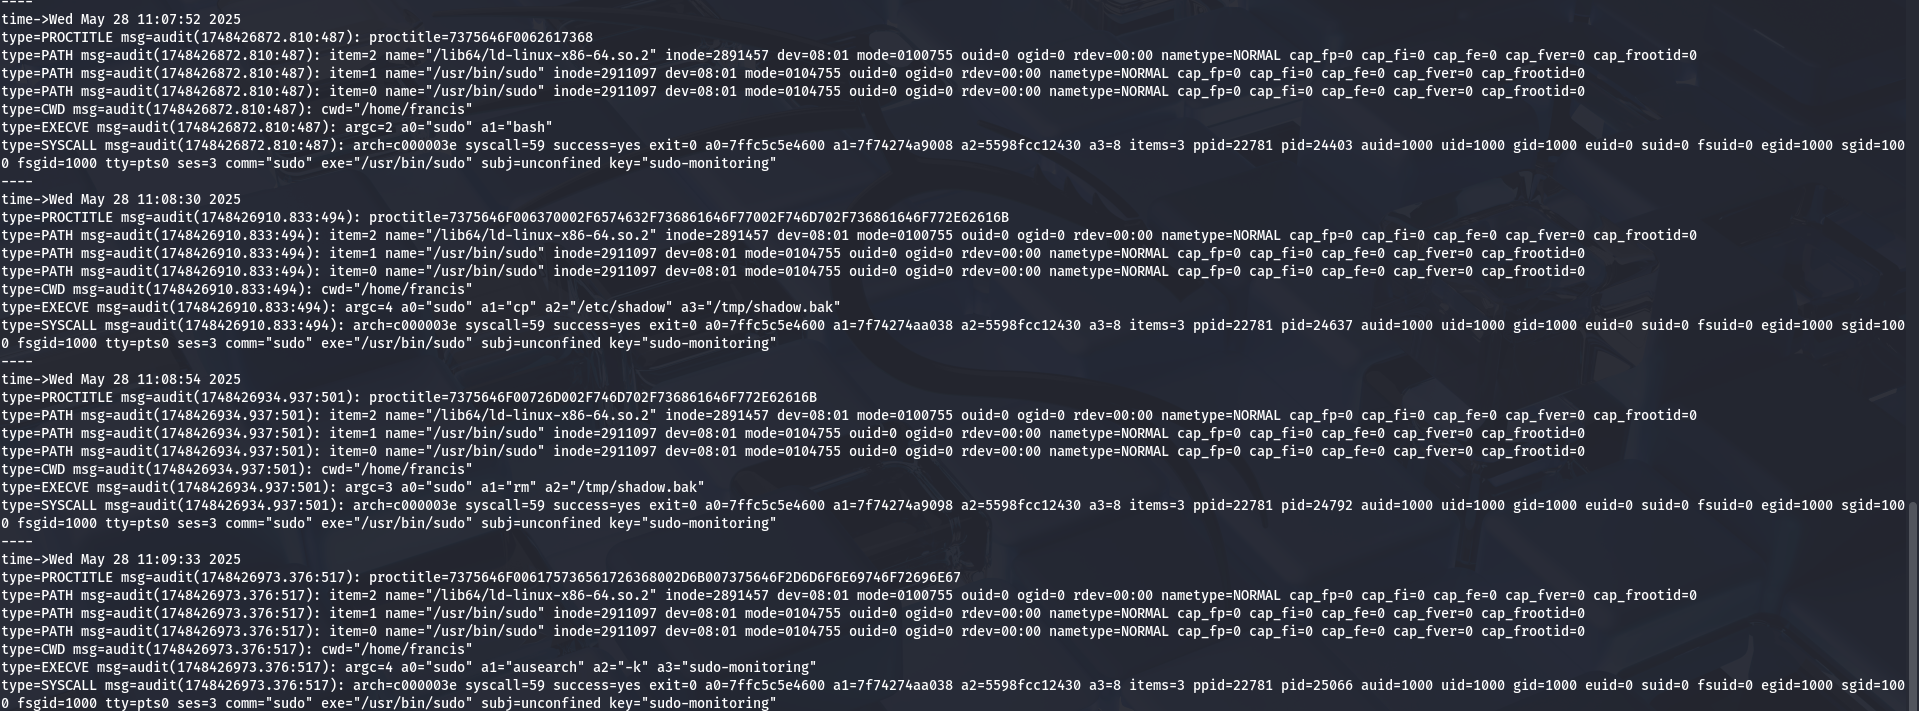 ----
time->Wed May 28 11:07:52 2025
type=PROCTITLE msg=audit(1748426872.810:487): proctitle=7375646F0062617368
type=PATH msg=audit(1748426872.810:487): item=2 name="/lib64/ld-linux-x86-64.so.2" inode=2891457 dev=08:01 mode=0100755 ouid=0 ogid=0 rdev=00:00 nametype=NORMAL cap_fp=0 cap_fi=0 cap_fe=0 cap_fver=0 cap_frootid=0
type=PATH msg=audit(1748426872.810:487): item=1 name="/usr/bin/sudo" inode=2911097 dev=08:01 mode=0104755 ouid=0 ogid=0 rdev=00:00 nametype=NORMAL cap_fp=0 cap_fi=0 cap_fe=0 cap_fver=0 cap_frootid=0
type=PATH msg=audit(1748426872.810:487): item=0 name="/usr/bin/sudo" inode=2911097 dev=08:01 mode=0104755 ouid=0 ogid=0 rdev=00:00 nametype=NORMAL cap_fp=0 cap_fi=0 cap_fe=0 cap_fver=0 cap_frootid=0
type=CWD msg=audit(1748426872.810:487): cwd="/home/francis"
type=EXECVE msg=audit(1748426872.810:487): argc=2 a0="sudo" a1="bash"
type=SYSCALL msg=audit(1748426872.810:487): arch=c000003e syscall=59 success=yes exit=0 a0=7ffc5c5e4600 a1=7f74274a9008 a2=5598fcc12430 a3=8 items=3 ppid=22781 pid=24403 auid=1000 uid=1000 gid=1000 euid=0 suid=0 fsuid=0 egid=1000 sgid=100
0 fsgid=1000 tty=pts0 ses=3 comm="sudo" exe="/usr/bin/sudo" subj=unconfined key="sudo-monitoring"
----
time->Wed May 28 11:08:30 2025
type=PROCTITLE msg=audit(1748426910.833:494): proctitle=7375646F006370002F6574632F736861646F77002F746D702F736861646F772E62616B
type=PATH msg=audit(1748426910.833:494): item=2 name="/lib64/ld-linux-x86-64.so.2" inode=2891457 dev=08:01 mode=0100755 ouid=0 ogid=0 rdev=00:00 nametype=NORMAL cap_fp=0 cap_fi=0 cap_fe=0 cap_fver=0 cap_frootid=0
type=PATH msg=audit(1748426910.833:494): item=1 name="/usr/bin/sudo" inode=2911097 dev=08:01 mode=0104755 ouid=0 ogid=0 rdev=00:00 nametype=NORMAL cap_fp=0 cap_fi=0 cap_fe=0 cap_fver=0 cap_frootid=0
type=PATH msg=audit(1748426910.833:494): item=0 name="/usr/bin/sudo" inode=2911097 dev=08:01 mode=0104755 ouid=0 ogid=0 rdev=00:00 nametype=NORMAL cap_fp=0 cap_fi=0 cap_fe=0 cap_fver=0 cap_frootid=0
type=CWD msg=audit(1748426910.833:494): cwd="/home/francis"
type=EXECVE msg=audit(1748426910.833:494): argc=4 a0="sudo" a1="cp" a2="/etc/shadow" a3="/tmp/shadow.bak"
type=SYSCALL msg=audit(1748426910.833:494): arch=c000003e syscall=59 success=yes exit=0 a0=7ffc5c5e4600 a1=7f74274aa038 a2=5598fcc12430 a3=8 items=3 ppid=22781 pid=24637 auid=1000 uid=1000 gid=1000 euid=0 suid=0 fsuid=0 egid=1000 sgid=100
0 fsgid=1000 tty=pts0 ses=3 comm="sudo" exe="/usr/bin/sudo" subj=unconfined key="sudo-monitoring"
----
time->Wed May 28 11:08:54 2025
type=PROCTITLE msg=audit(1748426934.937:501): proctitle=7375646F00726D002F746D702F736861646F772E62616B
type=PATH msg=audit(1748426934.937:501): item=2 name="/lib64/ld-linux-x86-64.so.2" inode=2891457 dev=08:01 mode=0100755 ouid=0 ogid=0 rdev=00:00 nametype=NORMAL cap_fp=0 cap_fi=0 cap_fe=0 cap_fver=0 cap_frootid=0
type=PATH msg=audit(1748426934.937:501): item=1 name="/usr/bin/sudo" inode=2911097 dev=08:01 mode=0104755 ouid=0 ogid=0 rdev=00:00 nametype=NORMAL cap_fp=0 cap_fi=0 cap_fe=0 cap_fver=0 cap_frootid=0
type=PATH msg=audit(1748426934.937:501): item=0 name="/usr/bin/sudo" inode=2911097 dev=08:01 mode=0104755 ouid=0 ogid=0 rdev=00:00 nametype=NORMAL cap_fp=0 cap_fi=0 cap_fe=0 cap_fver=0 cap_frootid=0
type=CWD msg=audit(1748426934.937:501): cwd="/home/francis"
type=EXECVE msg=audit(1748426934.937:501): argc=3 a0="sudo" a1="rm" a2="/tmp/shadow.bak"
type=SYSCALL msg=audit(1748426934.937:501): arch=c000003e syscall=59 success=yes exit=0 a0=7ffc5c5e4600 a1=7f74274a9098 a2=5598fcc12430 a3=8 items=3 ppid=22781 pid=24792 auid=1000 uid=1000 gid=1000 euid=0 suid=0 fsuid=0 egid=1000 sgid=100
0 fsgid=1000 tty=pts0 ses=3 comm="sudo" exe="/usr/bin/sudo" subj=unconfined key="sudo-monitoring"
----
time->Wed May 28 11:09:33 2025
type=PROCTITLE msg=audit(1748426973.376:517): proctitle=7375646F006175736561726368002D6B007375646F2D6D6F6E69746F72696E67
type=PATH msg=audit(1748426973.376:517): item=2 name="/lib64/ld-linux-x86-64.so.2" inode=2891457 dev=08:01 mode=0100755 ouid=0 ogid=0 rdev=00:00 nametype=NORMAL cap_fp=0 cap_fi=0 cap_fe=0 cap_fver=0 cap_frootid=0
type=PATH msg=audit(1748426973.376:517): item=1 name="/usr/bin/sudo" inode=2911097 dev=08:01 mode=0104755 ouid=0 ogid=0 rdev=00:00 nametype=NORMAL cap_fp=0 cap_fi=0 cap_fe=0 cap_fver=0 cap_frootid=0
type=PATH msg=audit(1748426973.376:517): item=0 name="/usr/bin/sudo" inode=2911097 dev=08:01 mode=0104755 ouid=0 ogid=0 rdev=00:00 nametype=NORMAL cap_fp=0 cap_fi=0 cap_fe=0 cap_fver=0 cap_frootid=0
type=CWD msg=audit(1748426973.376:517): cwd="/home/francis"
type=EXECVE msg=audit(1748426973.376:517): argc=4 a0="sudo" a1="ausearch" a2="-k" a3="sudo-monitoring"
type=SYSCALL msg=audit(1748426973.376:517): arch=c000003e syscall=59 success=yes exit=0 a0=7ffc5c5e4600 a1=7f74274aa038 a2=5598fcc12430 a3=8 items=3 ppid=22781 pid=25066 auid=1000 uid=1000 gid=1000 euid=0 suid=0 fsuid=0 egid=1000 sgid=100
0 fsgid=1000 tty=pts0 ses=3 comm="sudo" exe="/usr/bin/sudo" subj=unconfined key="sudo-monitoring"